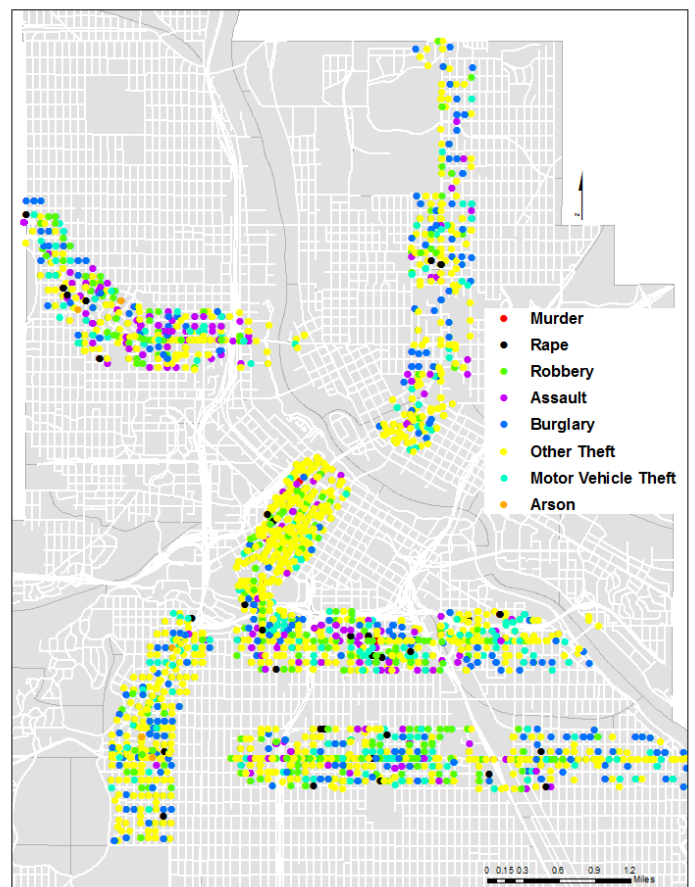 z
Murder
Rape
Robbery
Assault
Burglary
Other Theft
Motor Vehicle Theft
Arson
0 0.15 0.3 0.6 0.9 1.2
Miles